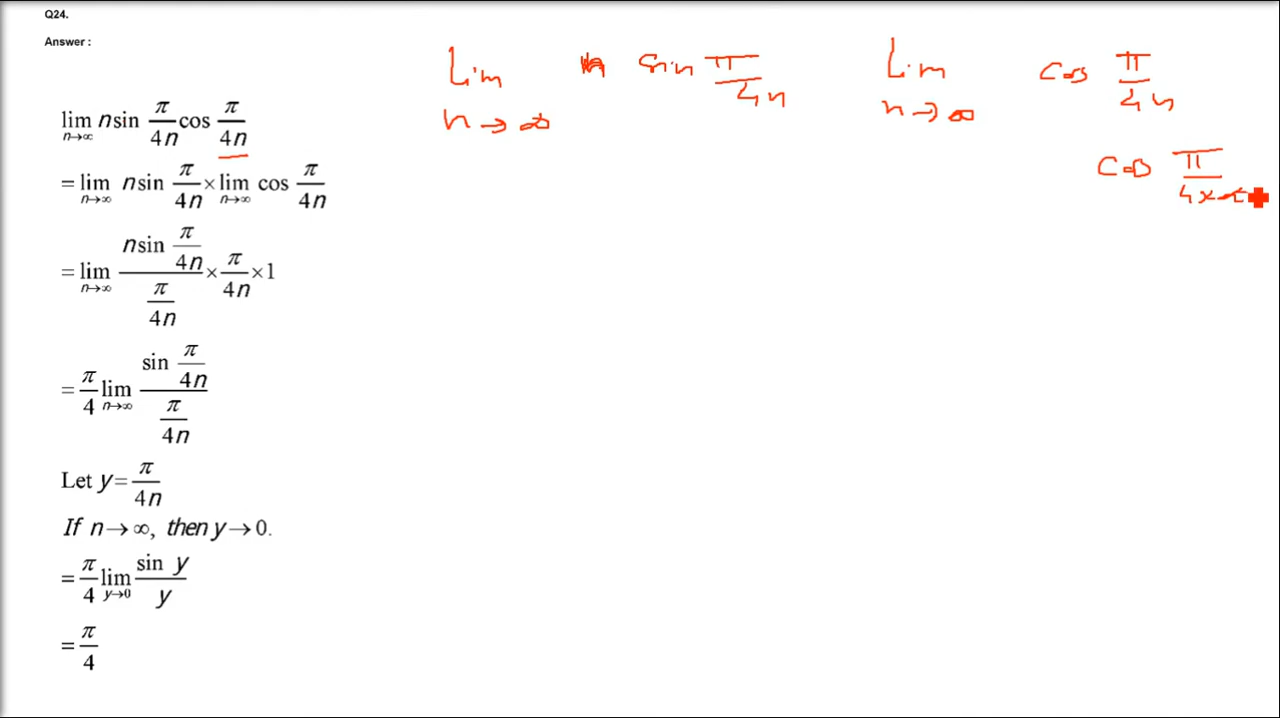 Q24.
Answer :
lim n→∞ n sin π/4n cos π/4n
= lim n→∞ n sin π/4n × lim n→∞ cos π/4n
= lim n→∞ (n sin π/4n)/(π/4n) × π/4n × 1
= π/4 lim n→∞ (sin π/4n)/(π/4n)
Let y = π/4n
If n→∞, then y→0.
= π/4 lim y→0 sin y/y
= π/4
Lim n→∞ n sin π/4n Lim n→∞ cos π/4n
cos π/4×